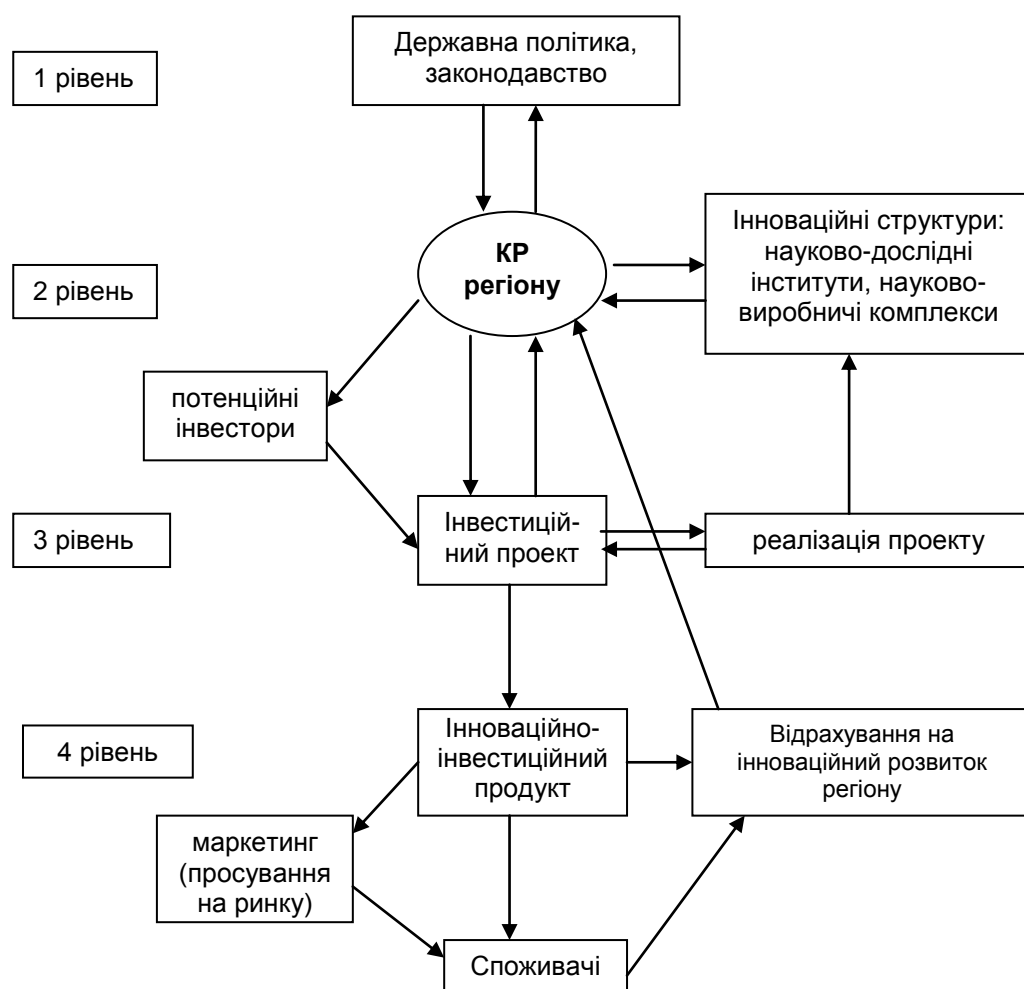 Державна політика,
законодавство
1 рівень
КР
регіону
Інноваційні структури:
науково-дослідні
інститути, науково-
виробничі комплекси
2 рівень
потенційні
інвестори
3 рівень
Інвестицій-
ний проект
реалізація проекту
4 рівень
Інноваційно-
інвестиційний
продукт
Відрахування на
інноваційний розвиток
регіону
маркетинг
(просування
на ринку)
Споживачі